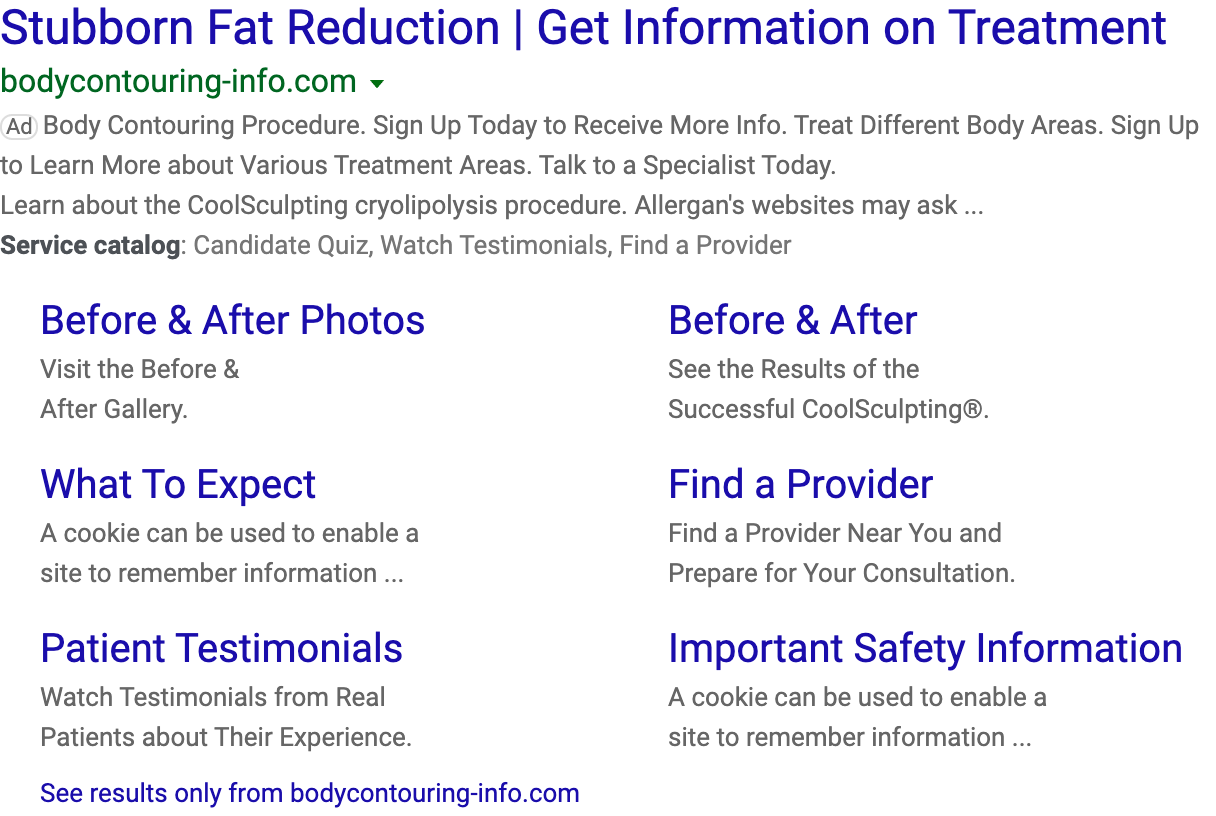 Stubborn Fat Reduction | Get Information on Treatment
bodycontouring-info.com
Ad Body Contouring Procedure. Sign Up Today to Receive More Info. Treat Different Body Areas. Sign Up
to Learn More about Various Treatment Areas. Talk to a Specialist Today.
Learn about the CoolSculpting cryolipolysis procedure. Allergan's websites may ask ...
Service catalog: Candidate Quiz, Watch Testimonials, Find a Provider
Before & After Photos
Visit the Before &
After Gallery.
Before & After
See the Results of the
Successful CoolSculpting®.
What To Expect
A cookie can be used to enable a
site to remember information ...
Find a Provider
Find a Provider Near You and
Prepare for Your Consultation.
Patient Testimonials
Watch Testimonials from Real
Patients about Their Experience.
Important Safety Information
A cookie can be used to enable a
site to remember information ...
See results only from bodycontouring-info.com